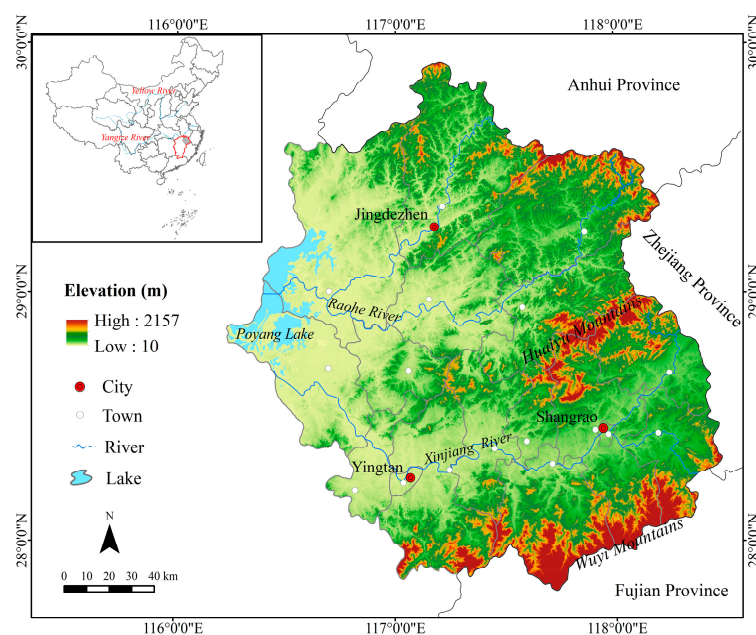 116°0'0"E 117°0'0"E 118°0'0"E
30°0'0"N
30°0'0"N
Yellow River
Yangtze River
Anhui Province
Jingdezhen
Zhejiang Province
29°0'0"N
29°0'0"N
Elevation (m)
High : 2157
Low : 10
Raohe River
Poyang Lake
Huaiyu Mountains
City
Town
River
Lake
Shangrao
Xinjiang River
Yingtan
N
28°0'0"N
28°0'0"N
Wuyi Mountains
0 10 20 30 40 km
Fujian Province
116°0'0"E 117°0'0"E 118°0'0"E